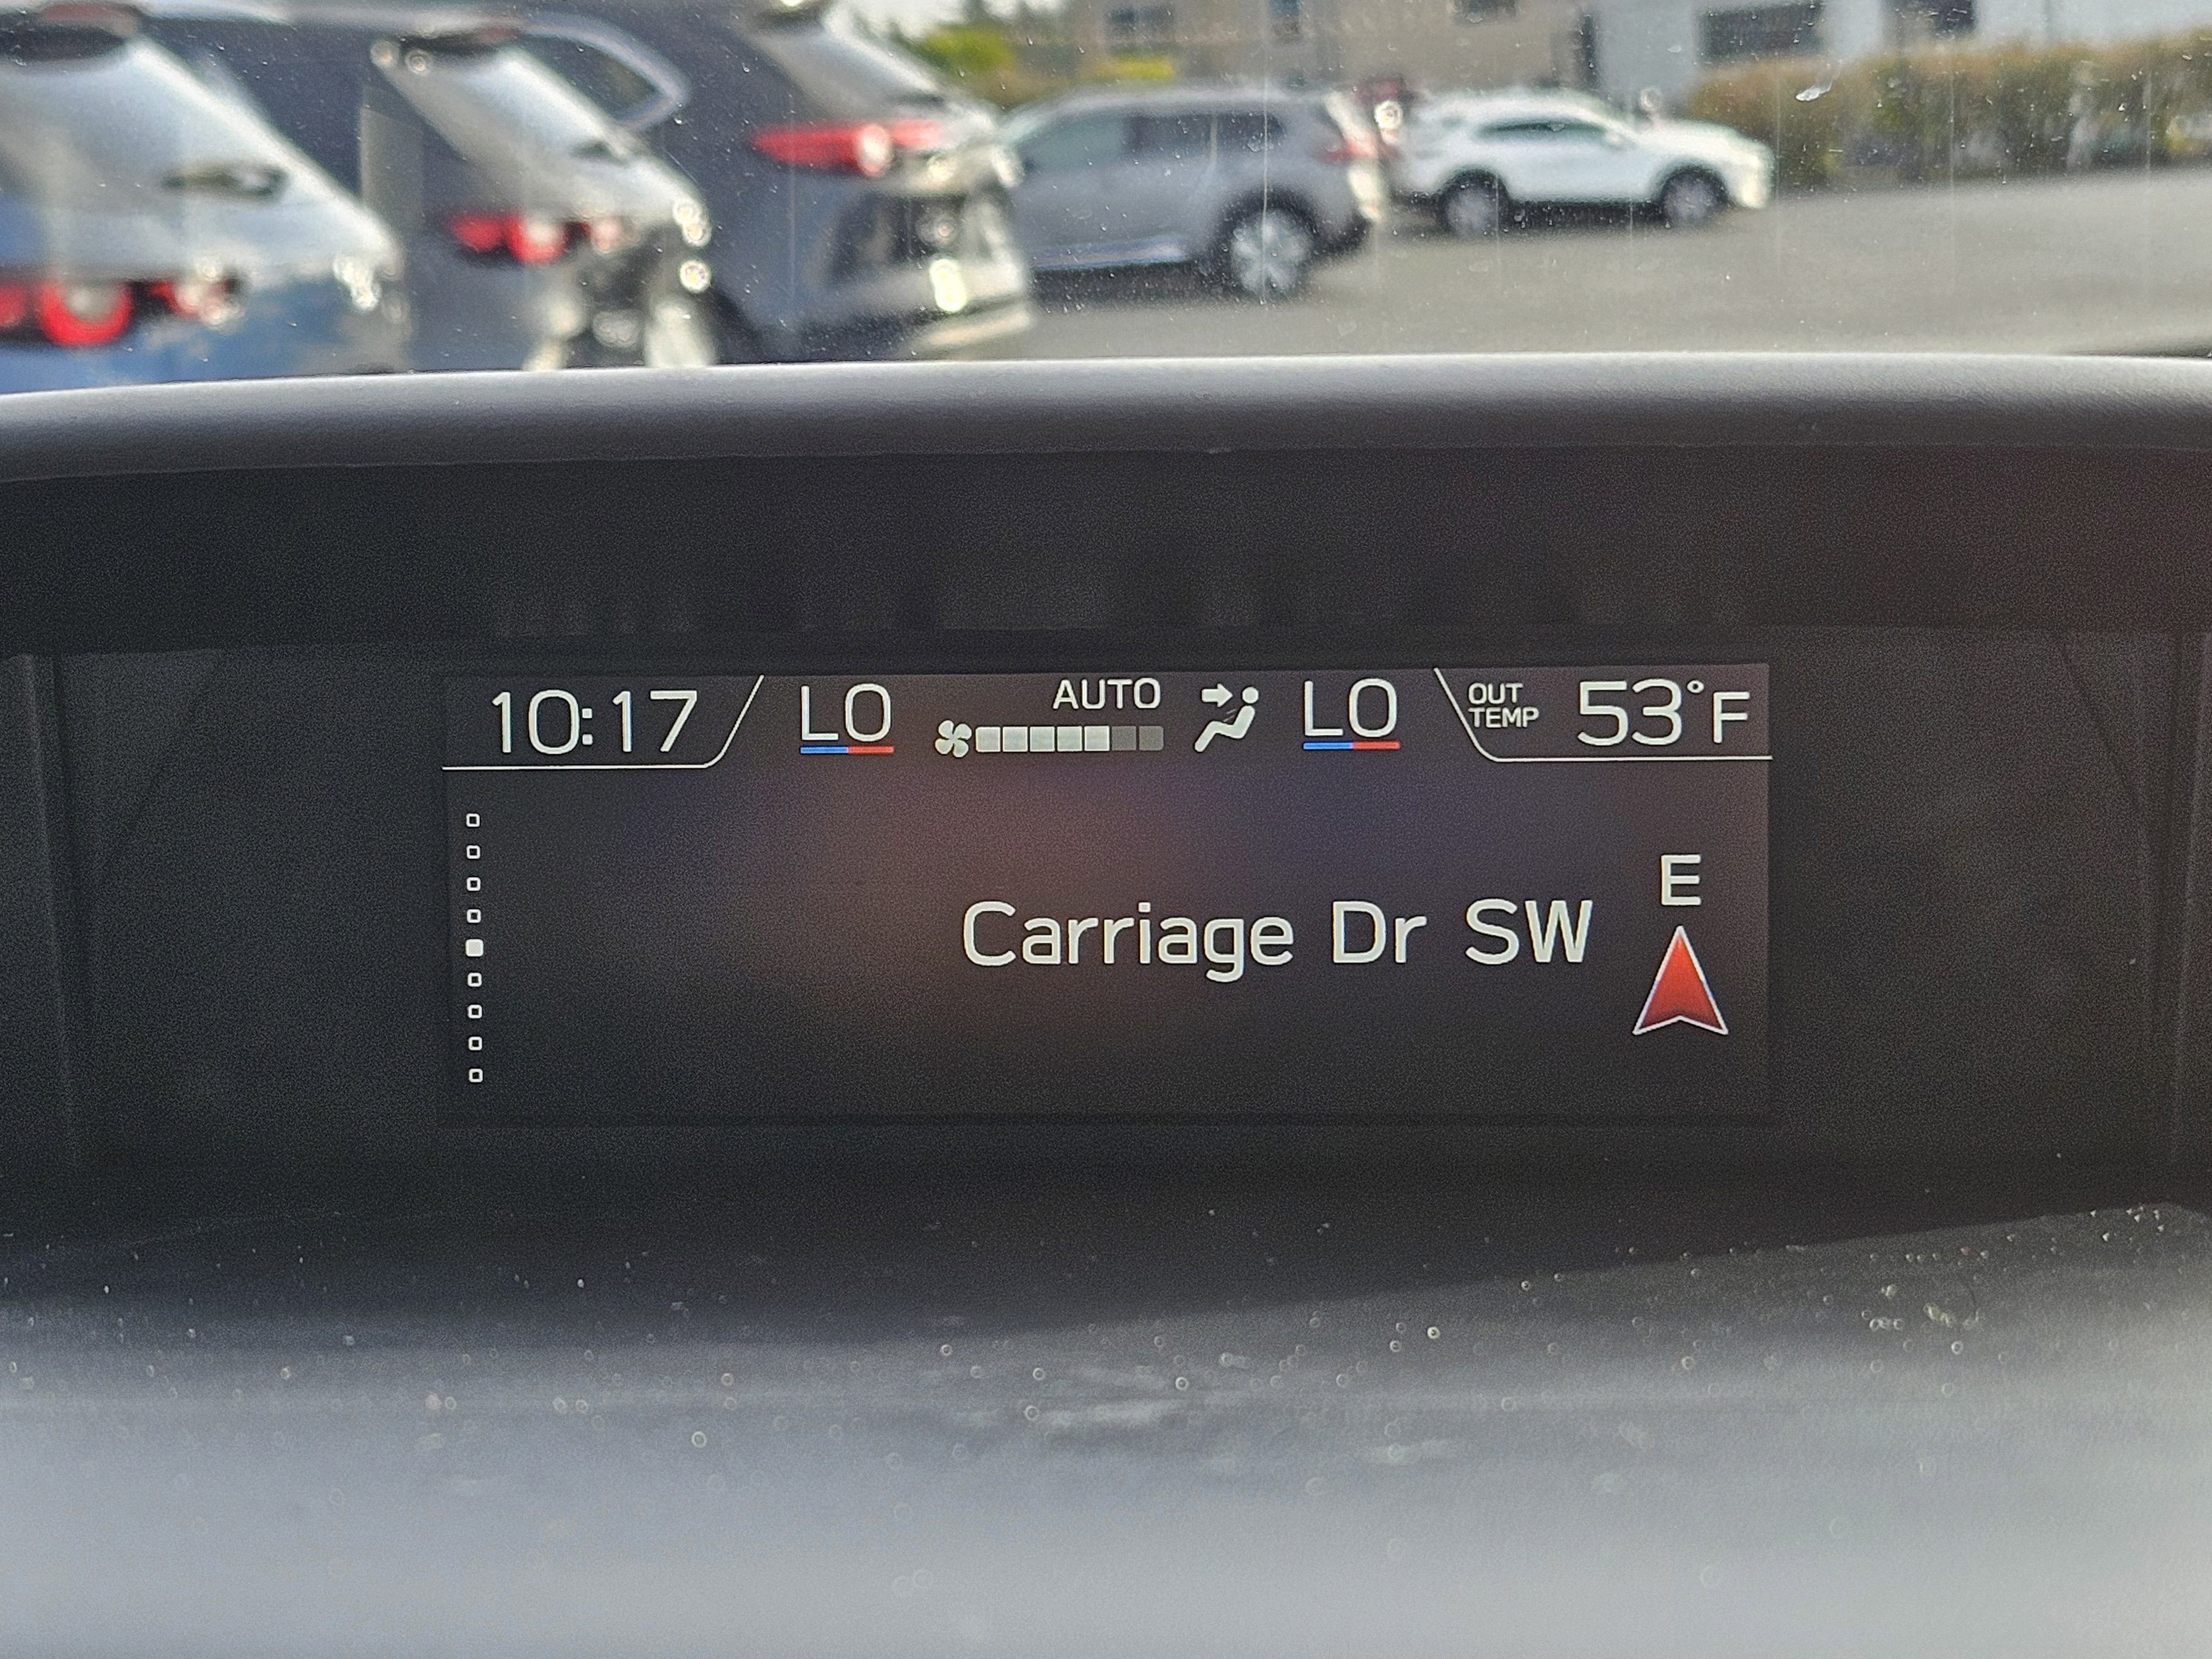 10:17 LO AUTO LO OUT TEMP 53°F
E
Carriage Dr SW